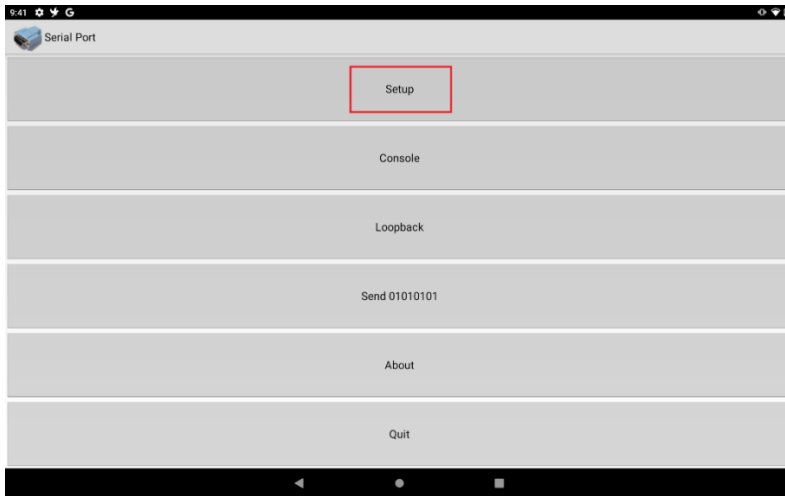 9:41 G
Serial Port
Setup
Console
Loopback
Send 01010101
About
Quit